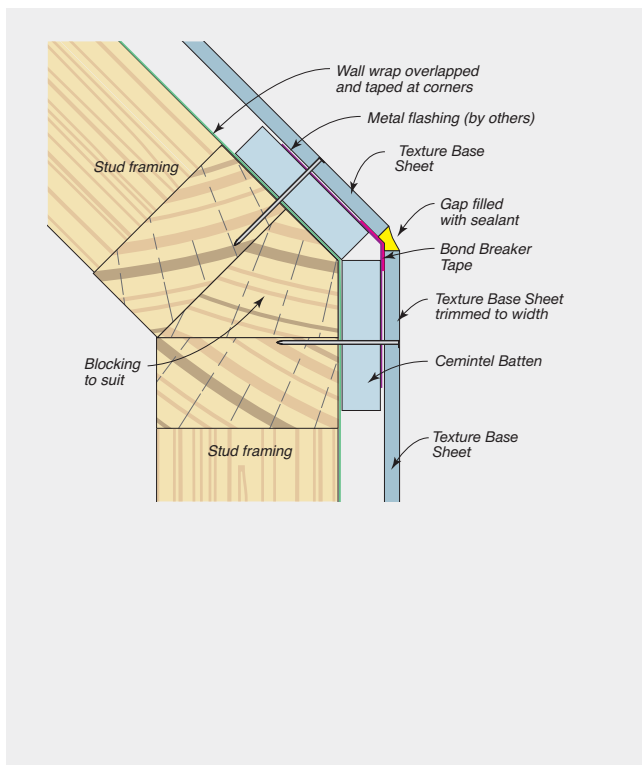 Wall wrap overlapped
and taped at corners
Metal flashing (by others)
Stud framing
Texture Base
Sheet
Gap filled
with sealant
Bond Breaker
Tape
Texture Base Sheet
trimmed to width
Blocking
to suit
Cemintel Batten
Stud framing
Texture Base
Sheet